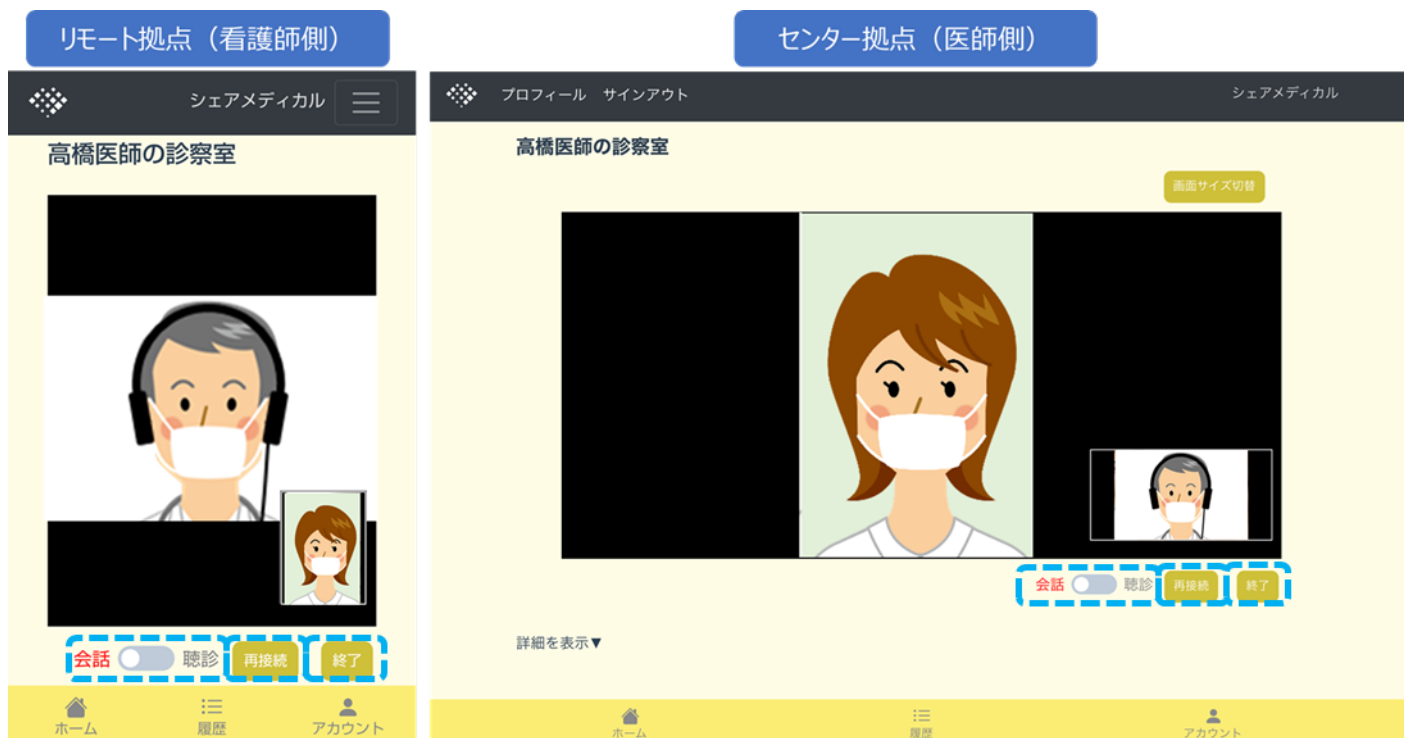 リモート拠点（看護師側）
シェアメディカル
高橋医師の診察室
会話 聴診 再接続 終了
ホーム 履歴 アカウント
センター拠点（医師側）
プロフィール サインアウト シェアメディカル
高橋医師の診察室
画面サイズ切替
会話 聴診 再接続 終了
詳細を表示▼
ホーム 履歴 アカウント